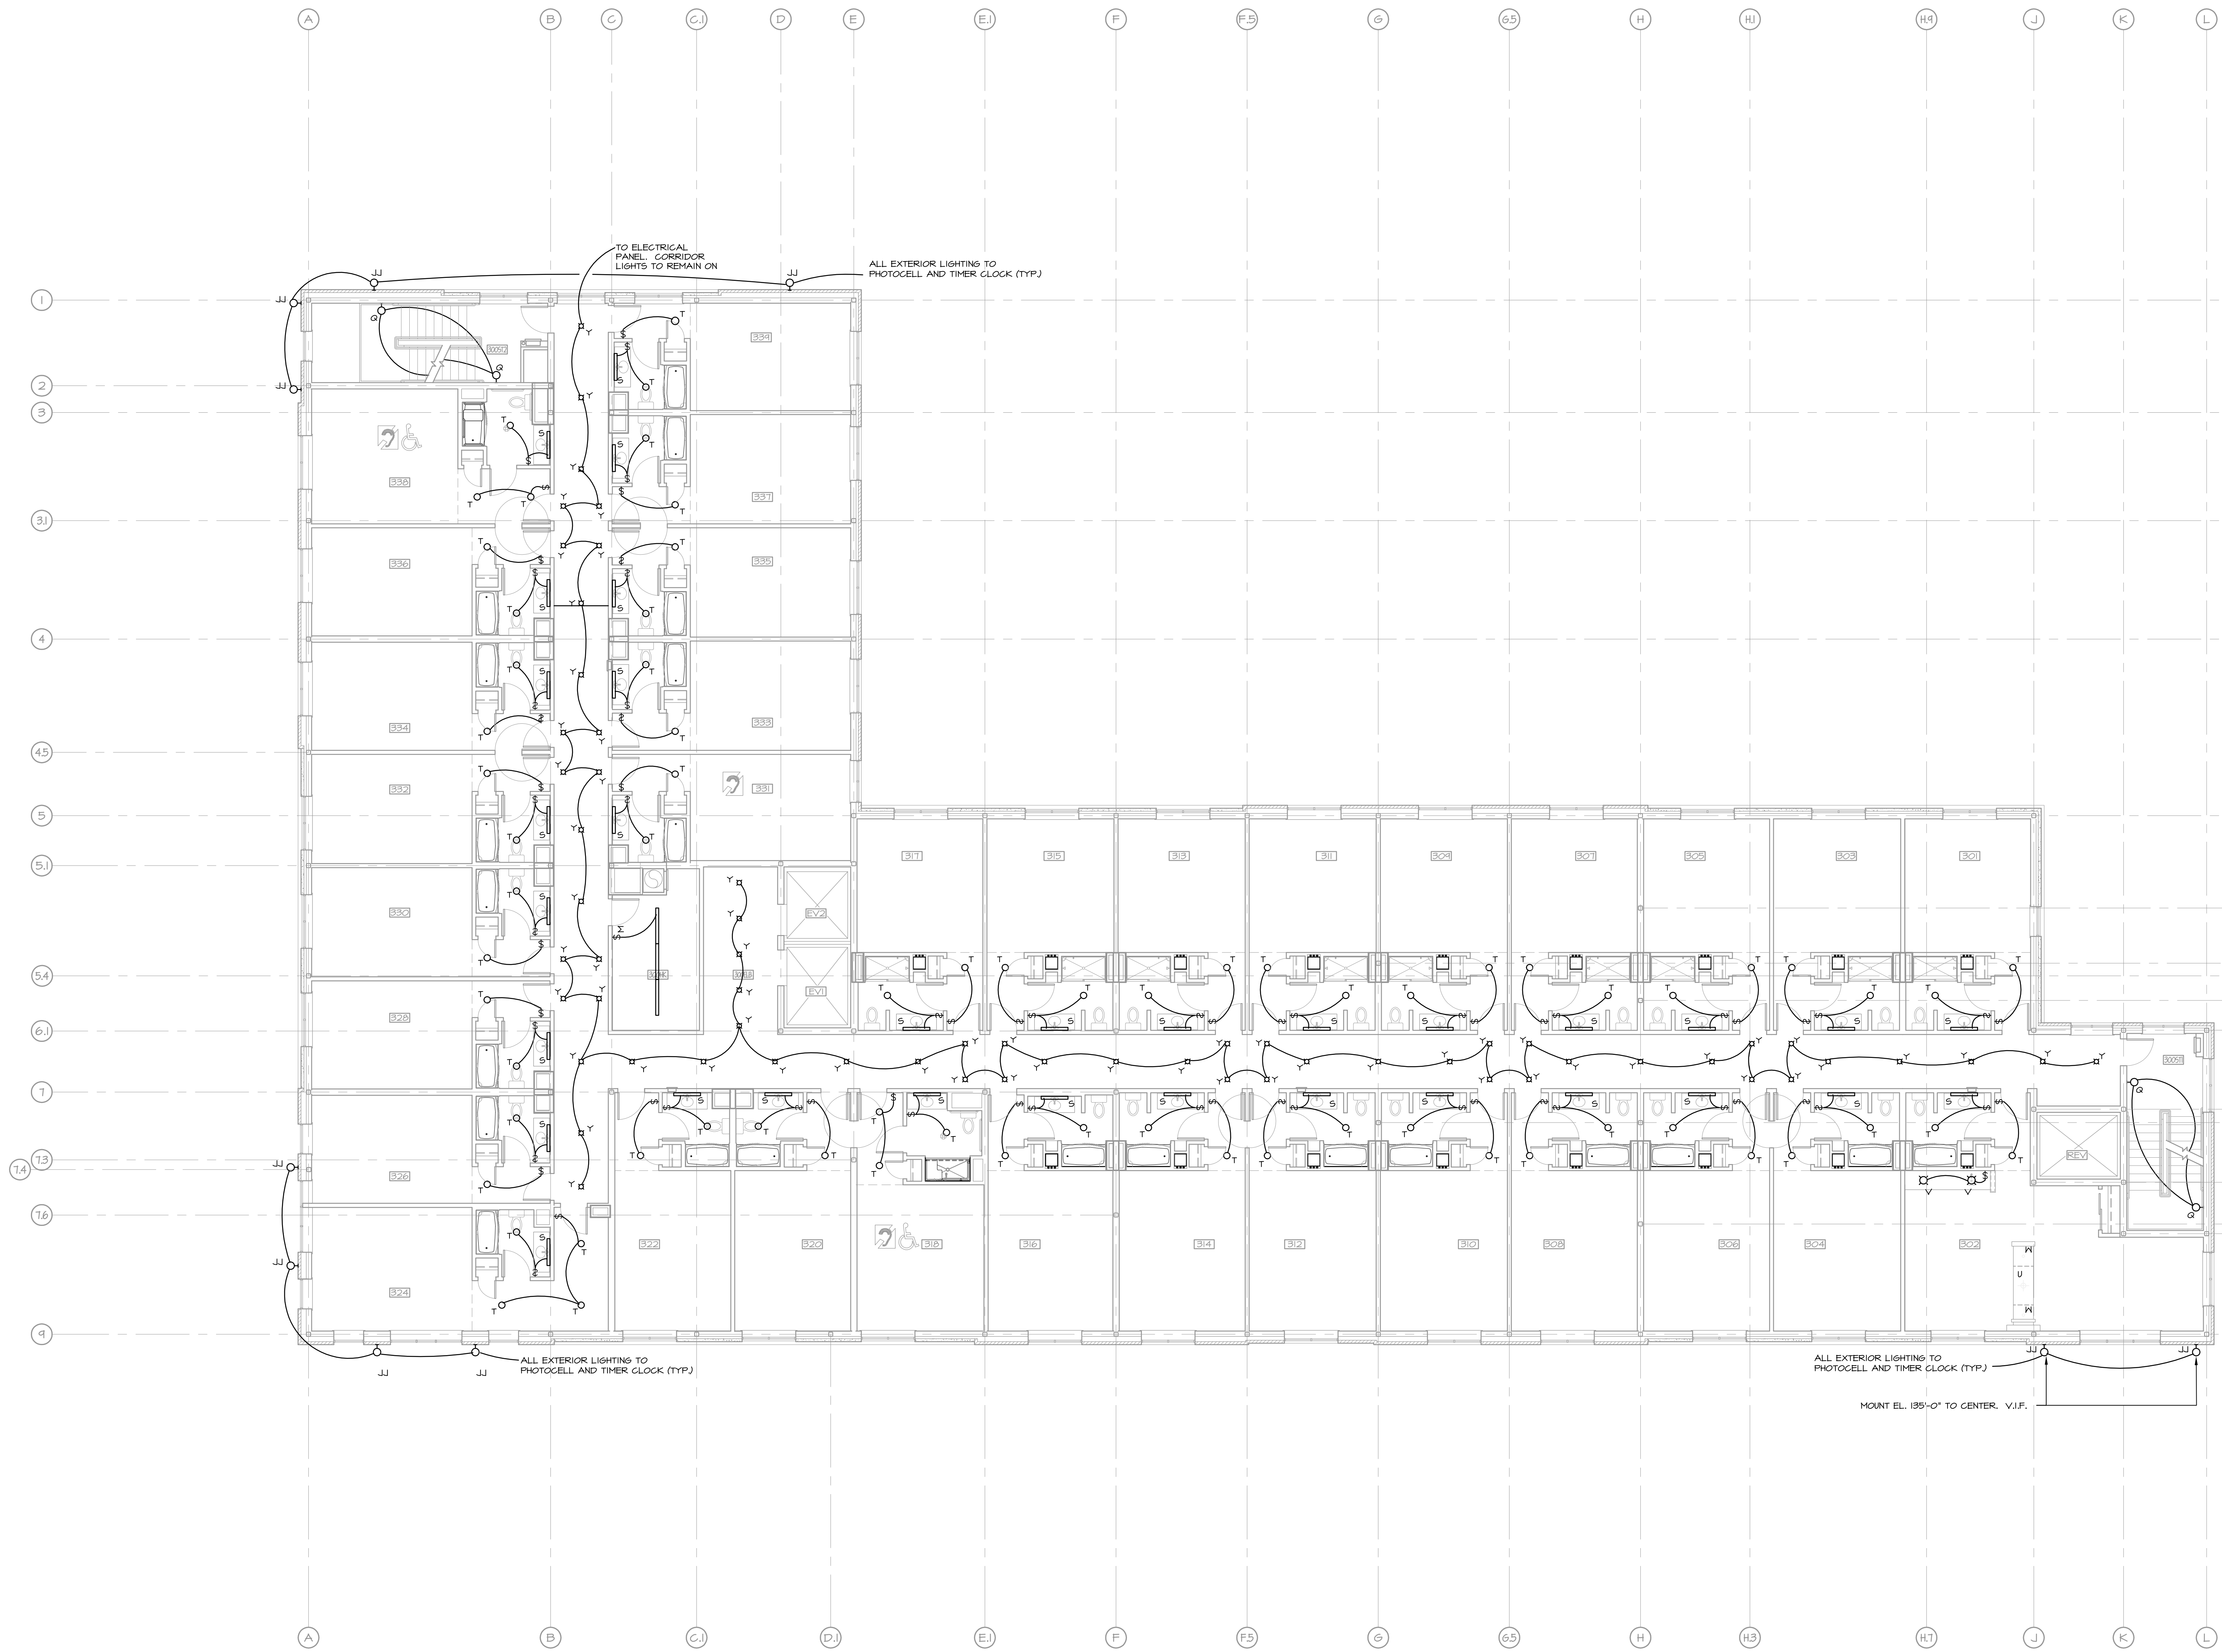 A B C C.1 D E E.1 F F.5 G G.5 H H.1 H.9 J K L
TO ELECTRICAL
PANEL. CORRIDOR
LIGHTS TO REMAIN ON
ALL EXTERIOR LIGHTING TO
PHOTOCELL AND TIMER CLOCK (TYP.)
JJ JJ
JJ
1
Q
Y
T
339
300ST2
Q
JJ
2
3
338
337
3.1
336
335
4
334
333
4.5
332
331
5
317 315 313 311 309 307 305 303 301
5.1
330
EV2
5.4
EV1
328
6.1
300ST1
7
Q
7.3
7.4
JJ
326
REV
V V
7.6
Q
322 320 318 316 314 312 310 308 306 304 302
W
U
W
JJ
324
9
JJ JJ
ALL EXTERIOR LIGHTING TO
PHOTOCELL AND TIMER CLOCK (TYP.)
JJ JJ
ALL EXTERIOR LIGHTING TO
PHOTOCELL AND TIMER CLOCK (TYP.)
MOUNT EL. 135'-0" TO CENTER. V.I.F.
A B C.1 D.1 E.1 F F.5 G G.5 H H.3 H.7 J K L